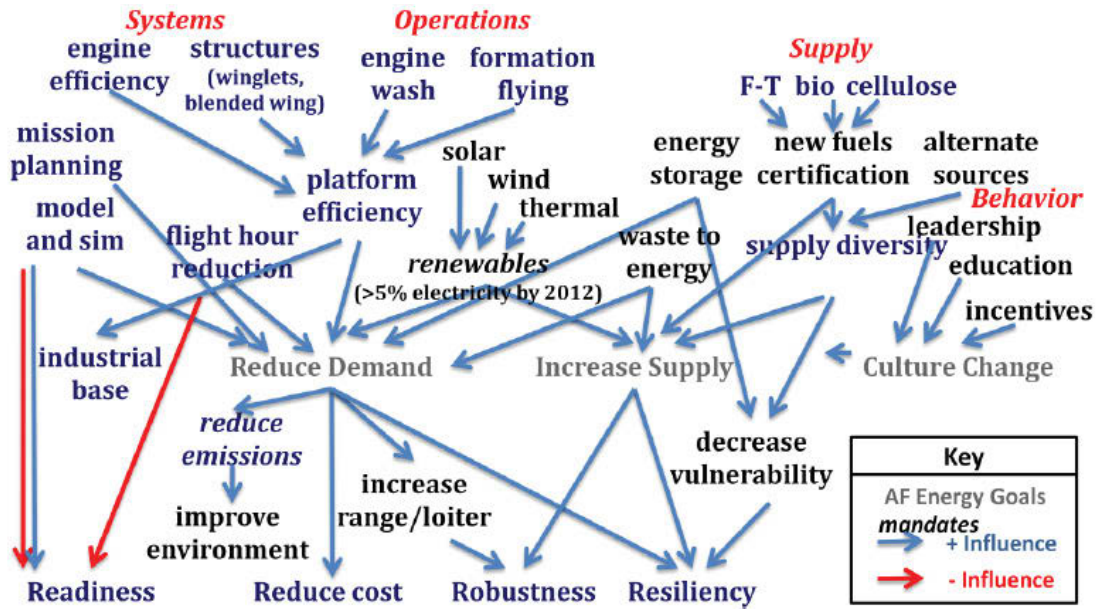 Systems
Operations
Supply
engine
efficiency
structures
(winglets,
blended wing)
engine
wash
formation
flying
F-T bio cellulose
mission
planning
solar
energy
storage
new fuels
certification
alternate
sources
platform
efficiency
wind
thermal
Behavior
model
and sim
flight hour
reduction
waste to
energy
supply diversity
leadership
renewables
(>5% electricity by 2012)
education
incentives
industrial
base
Reduce Demand
Increase Supply
Culture Change
reduce
emissions
increase
range/loiter
decrease
vulnerability
improve
environment
Key
AF Energy Goals
mandates
+ Influence
- Influence
Readiness
Reduce cost
Robustness
Resiliency